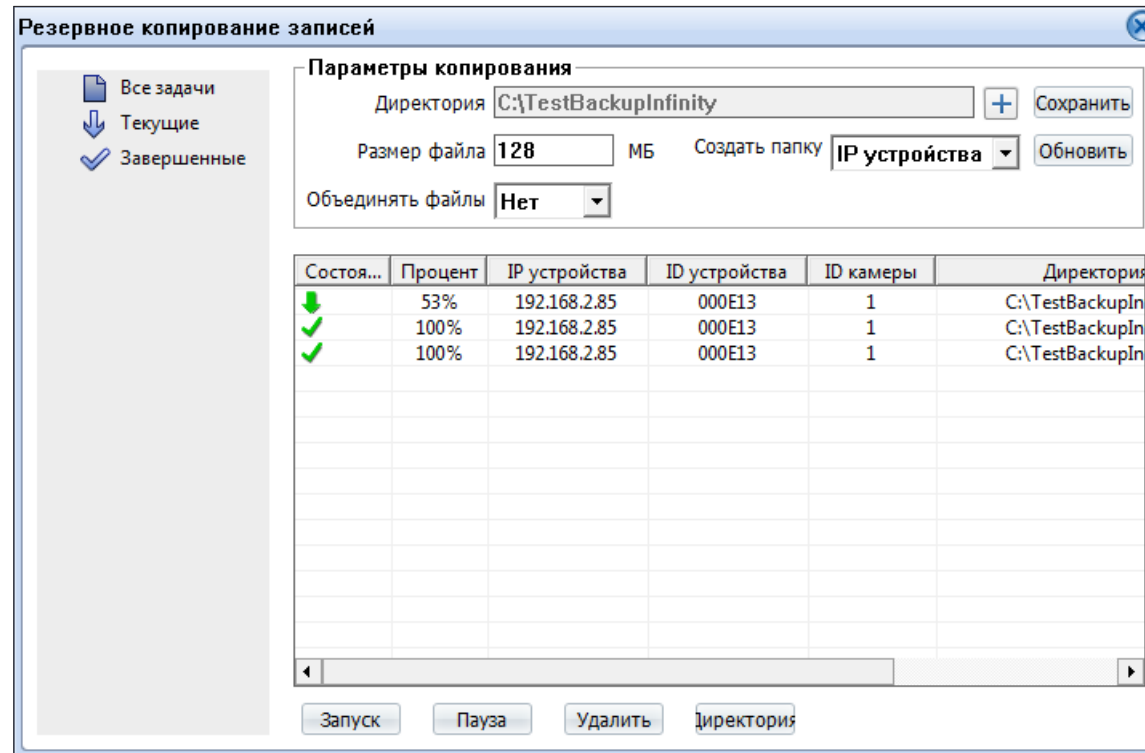 Резервное копирование записей
Все задачи
Текущие
Завершенные
Параметры копирования
Директория C:\TestBackupInfinity Сохранить
Размер файла 128 МБ Создать папку IP устройства Обновить
Объединять файлы Нет
Состоя... Процент IP устройства ID устройства ID камеры Директория
53% 192.168.2.85 000E13 1 C:\TestBackupIn
100% 192.168.2.85 000E13 1 C:\TestBackupIn
100% 192.168.2.85 000E13 1 C:\TestBackupIn
Запуск Пауза Удалить Директория